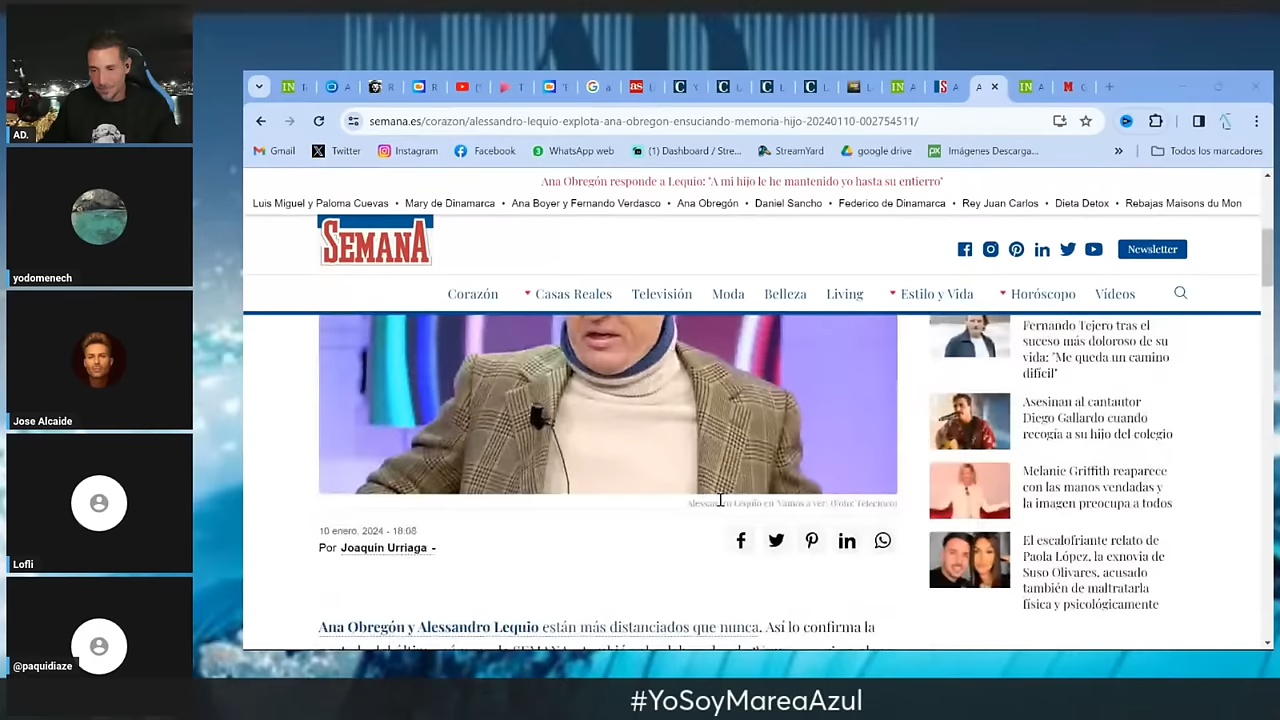 AD.
yodomenech
Jose Alcaide
Lofli
@paquidiaze
semana.es/corazon/alessandro-lequio-explota-ana-obregon-ensuciando-memoria-hijo-20240110-002754511/
Gmail
Twitter
Instagram
Facebook
WhatsApp web
(1) Dashboard / Stre...
StreamYard
google drive
Imágenes Descarga...
»
Todos los marcadores
Ana Obregón responde a Lequio: "A mi hijo le he mantenido yo hasta su entierro"
Luis Miguel y Paloma Cuevas • Mary de Dinamarca • Ana Boyer y Fernando Verdasco • Ana Obregón • Daniel Sancho • Federico de Dinamarca • Rey Juan Carlos • Dieta Detox • Rebajas Maisons du Mon
SEMANA
Newsletter
Corazón
Casas Reales
Televisión
Moda
Belleza
Living
Estilo y Vida
Horóscopo
Vídeos
Alessandro Lequio en 'Vamos a ver'. (Foto: Telecinco)
10 enero, 2024 - 18:08
Por Joaquin Urriaga -
Ana Obregón y Alessandro Lequio están más distanciados que nunca. Así lo confirma la
Fernando Tejero tras el
suceso más doloroso de su
vida: "Me queda un camino
difícil"
Asesinan al cantautor
Diego Gallardo cuando
recogía a su hijo del colegio
Melanie Griffith reaparece
con las manos vendadas y
la imagen preocupa a todos
El escalofriante relato de
Paola López, la exnovia de
Suso Olivares, acusado
también de maltratarla
física y psicológicamente
#YoSoyMareaAzul